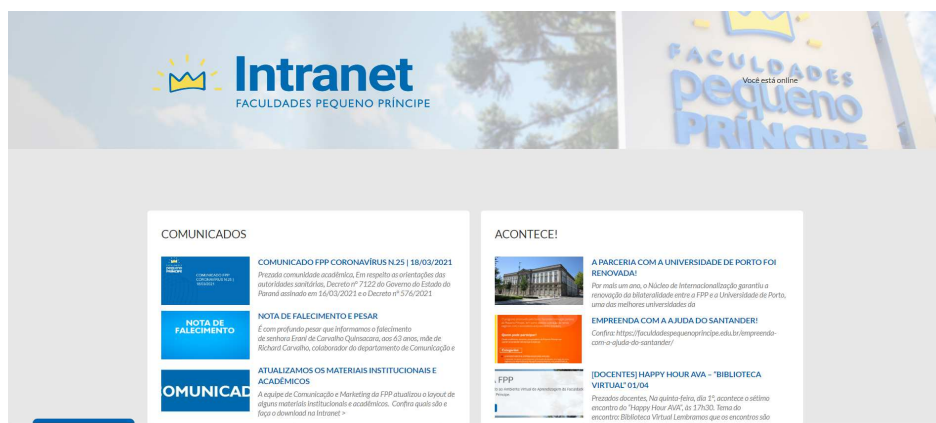 Intranet
FACULDADES PEQUENO PRÍNCIPE
FACULDADES
pequeno
PRÍNCIPE
Você está online
COMUNICADOS
COMUNICADO FPP CORONAVÍRUS N.25 | 18/03/2021
Prezada comunidade acadêmica, Em respeito as orientações das
autoridades sanitárias, Decreto nº 7122 do Governo do Estado do
Paraná assinado em 16/03/2021 e o Decreto nº 576/2021
NOTA DE
FALECIMENTO
NOTA DE FALECIMENTO E PESAR
É com profundo pesar que informamos o falecimento
de senhora Erani de Carvalho Quinsacara, aos 63 anos, mãe de
Richard Carvalho, colaborador do departamento de Comunicação e
OMUNICAD
ATUALIZAMOS OS MATERIAIS INSTITUCIONAIS E
ACADÊMICOS
A equipe de Comunicação e Marketing da FPP atualizou o layout de
alguns materiais institucionais e acadêmicos. Confira quais são e
faça o download na Intranet >
ACONTECE!
A PARCERIA COM A UNIVERSIDADE DE PORTO FOI
RENOVADA!
Por mais um ano, o Núcleo de Internacionalização garantiu a
renovação da bilateralidade entre a FPP e a Universidade de Porto,
uma das melhores universidades da
EMPREENDA COM A AJUDA DO SANTANDER!
Confira: https://faculdadespequenoprincipe.edu.br/empreenda-
com-a-ajuda-do-santander/
FPP
[DOCENTES] HAPPY HOUR AVA – "BIBLIOTECA
VIRTUAL" 01/04
Prezados docentes, Na quinta-feira, dia 1º, acontece o sétimo
encontro do "Happy Hour AVA", às 17h30. Tema do
encontro: Biblioteca Virtual Lembramos que os encontros são